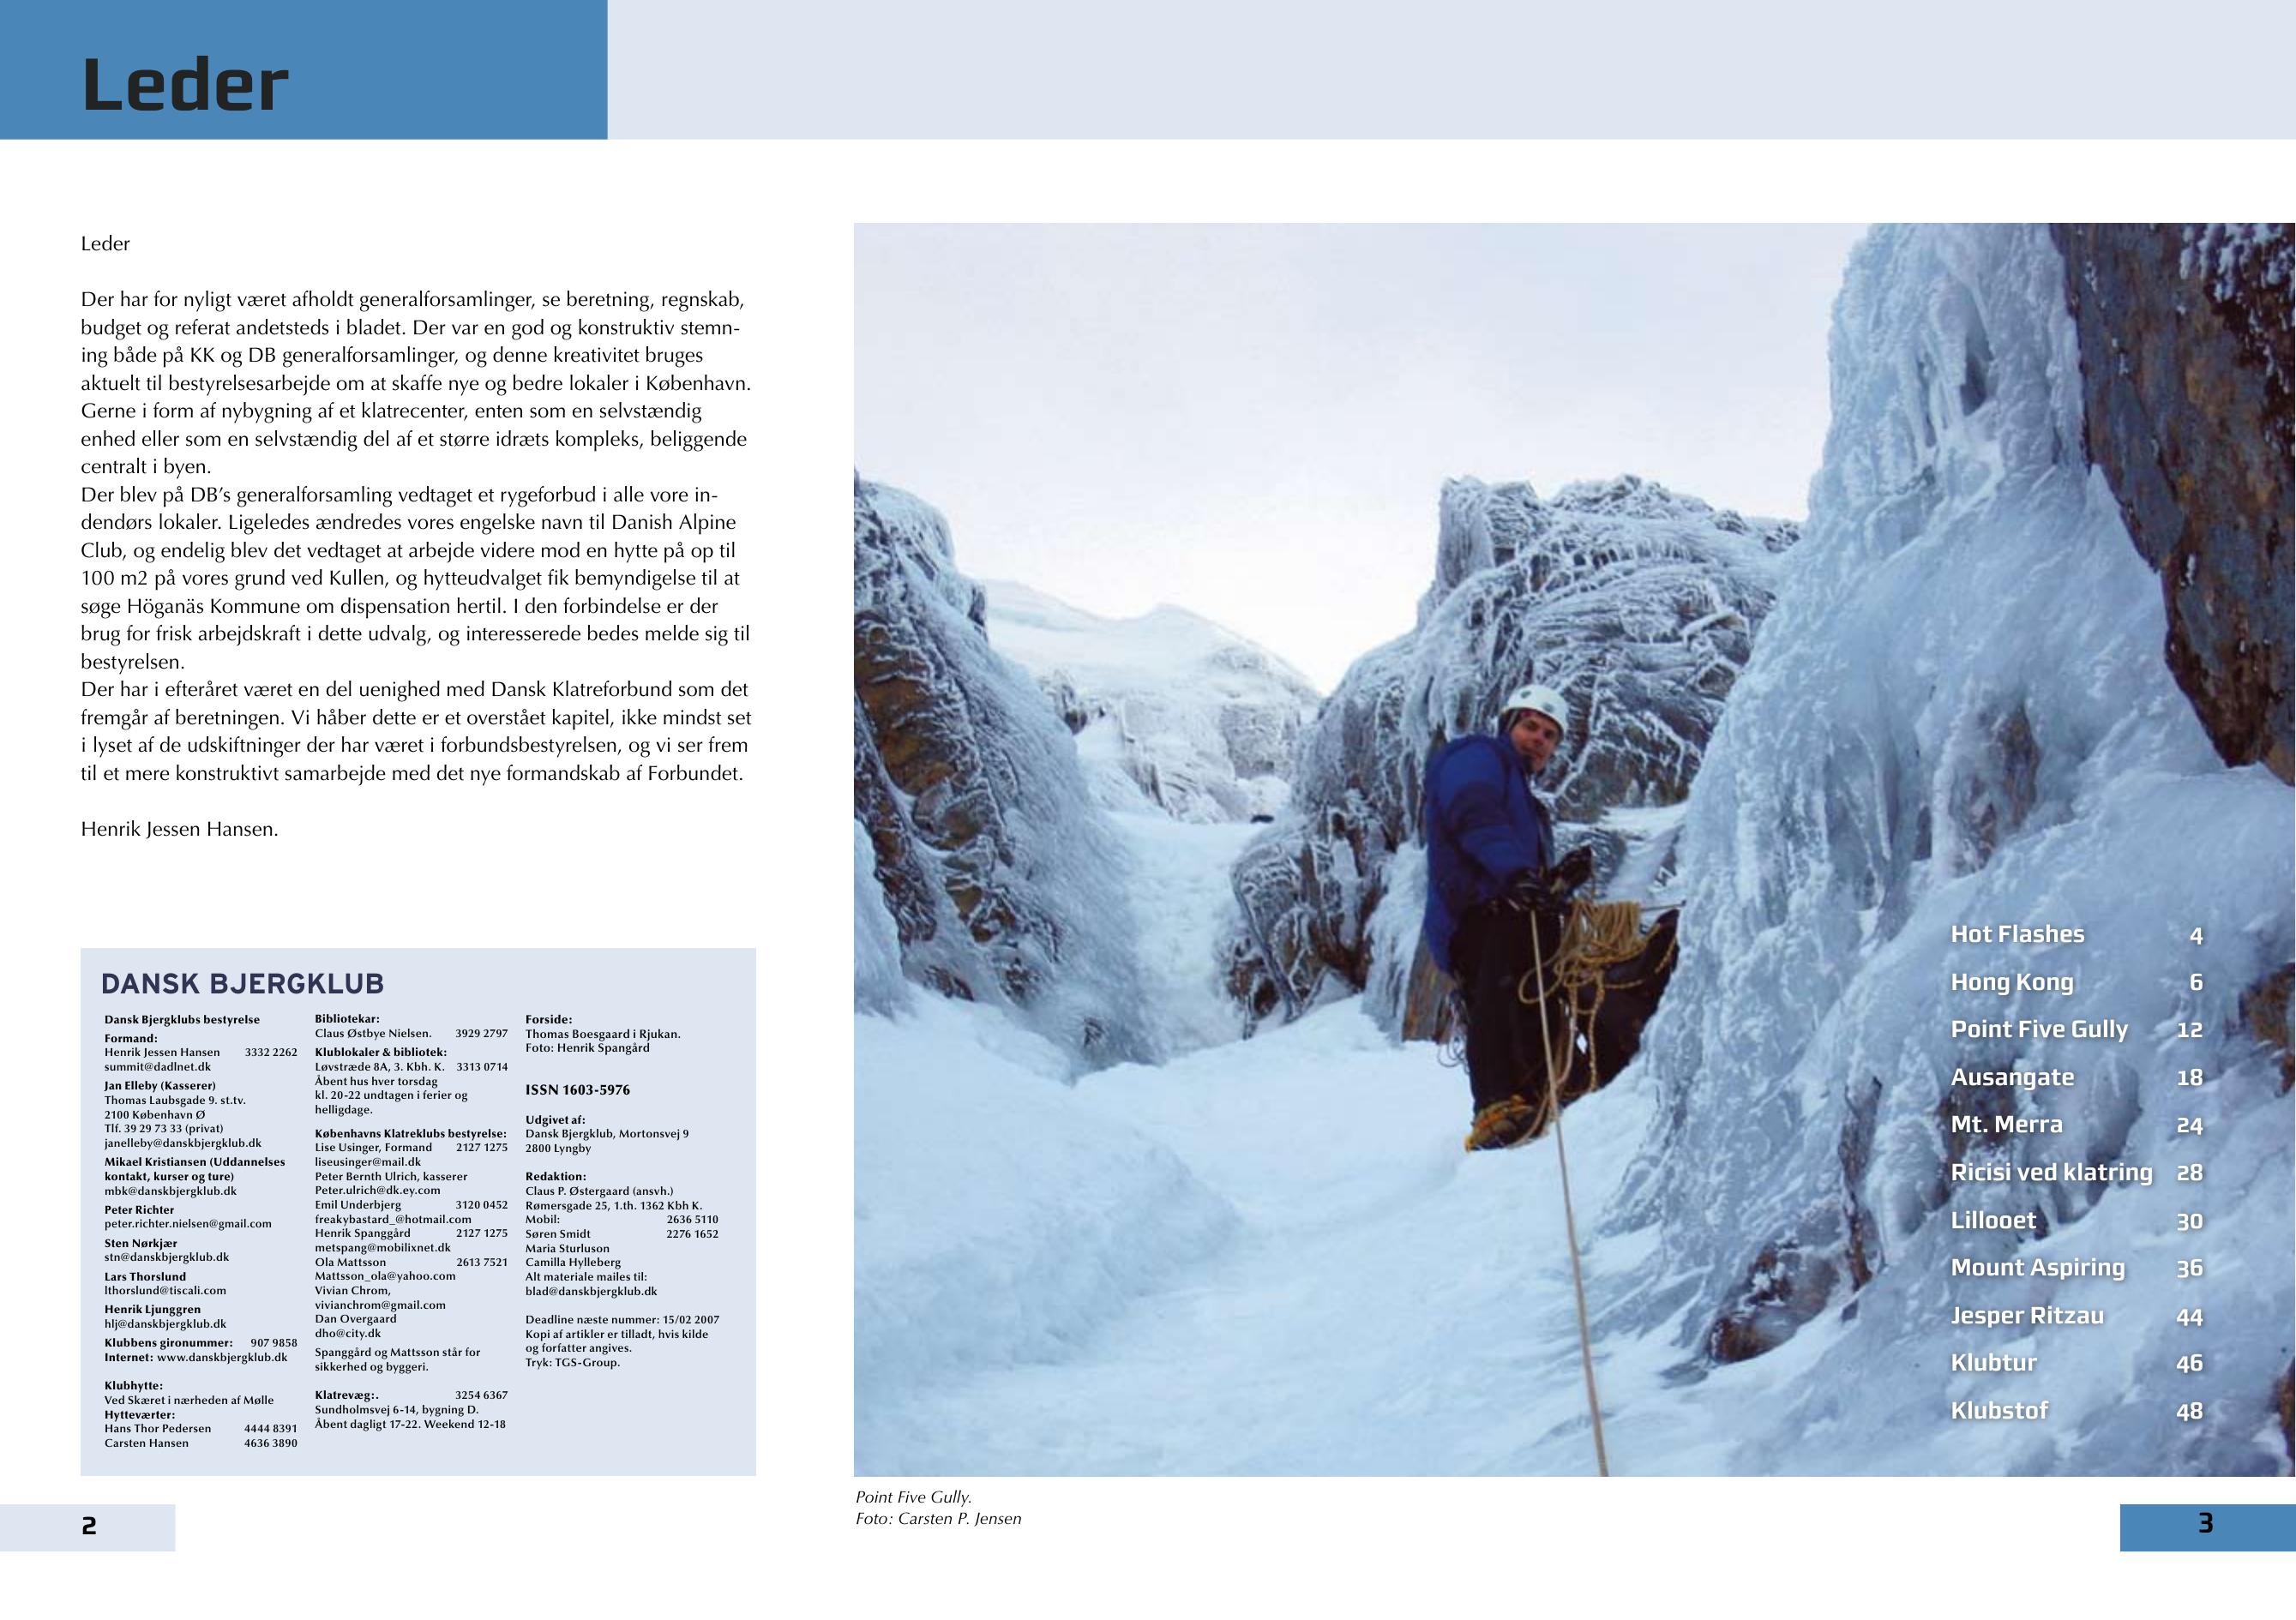 Leder
Leder
Der har for nyligt været afholdt generalforsamlinger, se beretning, regnskab,
budget og referat andetsteds i bladet. Der var en god og konstruktiv stemn-
ing både på KK og DB generalforsamlinger, og denne kreativitet bruges
aktuelt til bestyrelsesarbejde om at skaffe nye og bedre lokaler i København.
Gerne i form af nybygning af et klatrecenter, enten som en selvstændig
enhed eller som en selvstændig del af et større idræts kompleks, beliggende
centralt i byen.
Der blev på DB’s generalforsamling vedtaget et rygeforbud i alle vore in-
dendørs lokaler. Ligeledes ændredes vores engelske navn til Danish Alpine
Club, og endelig blev det vedtaget at arbejde videre mod en hytte på op til
100 m2 på vores grund ved Kullen, og hytteudvalget fik bemyndigelse til at
søge Höganäs Kommune om dispensation hertil. I den forbindelse er der
brug for frisk arbejdskraft i dette udvalg, og interesserede bedes melde sig til
bestyrelsen.
Der har i efteråret været en del uenighed med Dansk Klatreforbund som det
fremgår af beretningen. Vi håber dette er et overstået kapitel, ikke mindst set
i lyset af de udskiftninger der har været i forbundsbestyrelsen, og vi ser frem
til et mere konstruktivt samarbejde med det nye formandskab af Forbundet.
Henrik Jessen Hansen.
DANSK BJERGKLUB
Dansk Bjergklubs bestyrelse
Formand:
Henrik Jessen Hansen 3332 2262
summit@dadlnet.dk
Jan Elleby (Kasserer)
Thomas Laubsgade 9. st.tv.
2100 København Ø
Tlf. 39 29 73 33 (privat)
janelleby@danskbjergklub.dk
Mikael Kristiansen (Uddannelses
kontakt, kurser og ture)
mbk@danskbjergklub.dk
Peter Richter
peter.richter.nielsen@gmail.com
Sten Nørkjær
stn@danskbjergklub.dk
Lars Thorslund
lthorslund@tiscali.com
Henrik Ljunggren
hlj@danskbjergklub.dk
Klubbens gironummer: 907 9858
Internet: www.danskbjergklub.dk
Klubhytte:
Ved Skæret i nærheden af Mølle
Hytteværter:
Hans Thor Pedersen 4444 8391
Carsten Hansen 4636 3890
Bibliotekar:
Claus Østbye Nielsen. 3929 2797
Klublokaler & bibliotek:
Løvstræde 8A, 3. Kbh. K. 3313 0714
Åbent hus hver torsdag
kl. 20-22 undtagen i ferier og
helligdage.
Københavns Klatreklubs bestyrelse:
Lise Usinger, Formand 2127 1275
liseusinger@mail.dk
Peter Bernth Ulrich, kasserer
Peter.ulrich@dk.ey.com
Emil Underbjerg 3120 0452
freakybastard_@hotmail.com
Henrik Spanggård 2127 1275
metspang@mobilixnet.dk
Ola Mattsson 2613 7521
Mattsson_ola@yahoo.com
Vivian Chrom,
vivianchrom@gmail.com
Dan Overgaard
dho@city.dk
Spanggård og Mattsson står for
sikkerhed og byggeri.
Klatrevæg:. 3254 6367
Sundholmsvej 6-14, bygning D.
Åbent dagligt 17-22. Weekend 12-18
Forside:
Thomas Boesgaard i Rjukan.
Foto: Henrik Spangård
ISSN 1603-5976
Udgivet af:
Dansk Bjergklub, Mortonsvej 9
2800 Lyngby
Redaktion:
Claus P. Østergaard (ansvh.)
Rømersgade 25, 1.th. 1362 Kbh K.
Mobil: 2636 5110
Søren Smidt 2276 1652
Maria Sturluson
Camilla Hylleberg
Alt materiale mailes til:
blad@danskbjergklub.dk
Deadline næste nummer: 15/02 2007
Kopi af artikler er tilladt, hvis kilde
og forfatter angives.
Tryk: TGS-Group.
2
Hot Flashes 4
Hong Kong 6
Point Five Gully 12
Ausangate 18
Mt. Merra 24
Ricisi ved klatring 28
Lillooet 30
Mount Aspiring 36
Jesper Ritzau 44
Klubtur 46
Klubstof 48
Point Five Gully.
Foto: Carsten P. Jensen
3